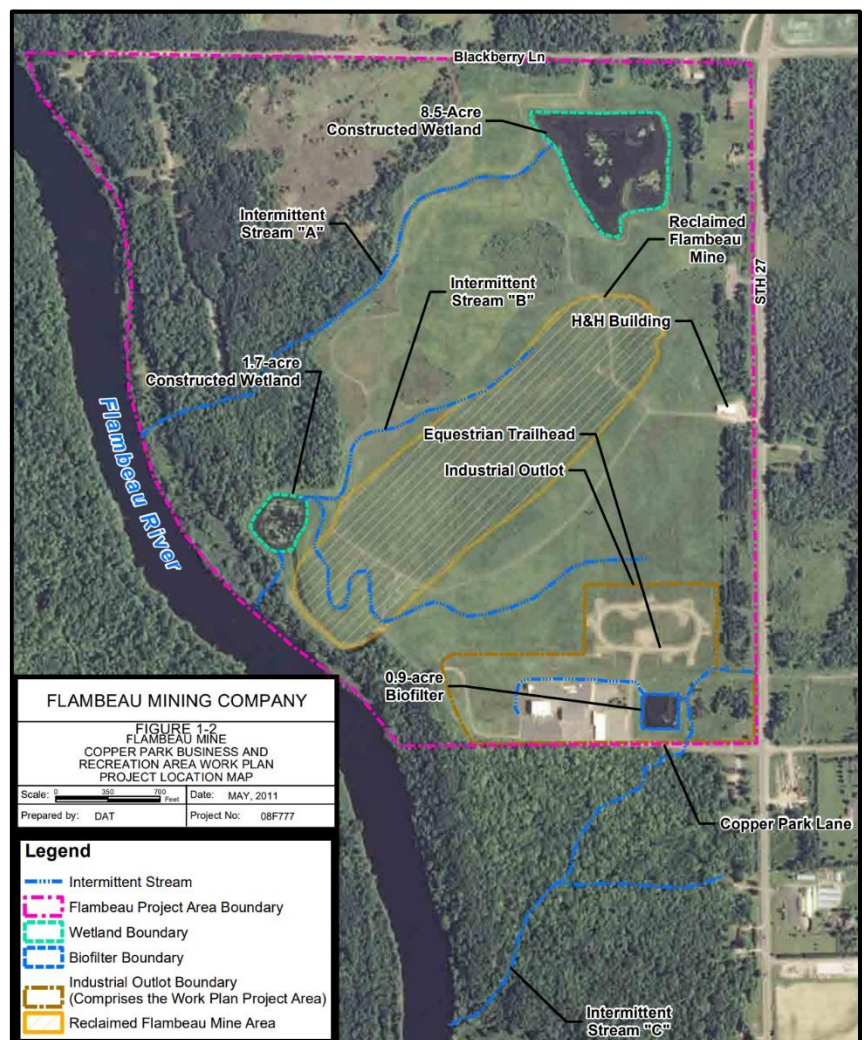 Blackberry Ln
8.5-Acre
Constructed Wetland
Intermittent
Stream "A"
Reclaimed
Flambeau
Mine
Intermittent
Stream "B"
STH 27
H&H Building
1.7-acre
Constructed Wetland
Equestrian Trailhead
Industrial Outlot
Flambeau River
0.9-acre
Biofilter
FLAMBEAU MINING COMPANY
FIGURE 1-2
FLAMBEAU MINE
COPPER PARK BUSINESS AND
RECREATION AREA WORK PLAN
PROJECT LOCATION MAP
Scale: 0 350 700 Feet
Date: MAY, 2011
Prepared by: DAT
Project No: 08F777
Copper Park Lane
Legend
Intermittent Stream
Flambeau Project Area Boundary
Wetland Boundary
Biofilter Boundary
Industrial Outlot Boundary
(Comprises the Work Plan Project Area)
Reclaimed Flambeau Mine Area
Intermittent
Stream "C"